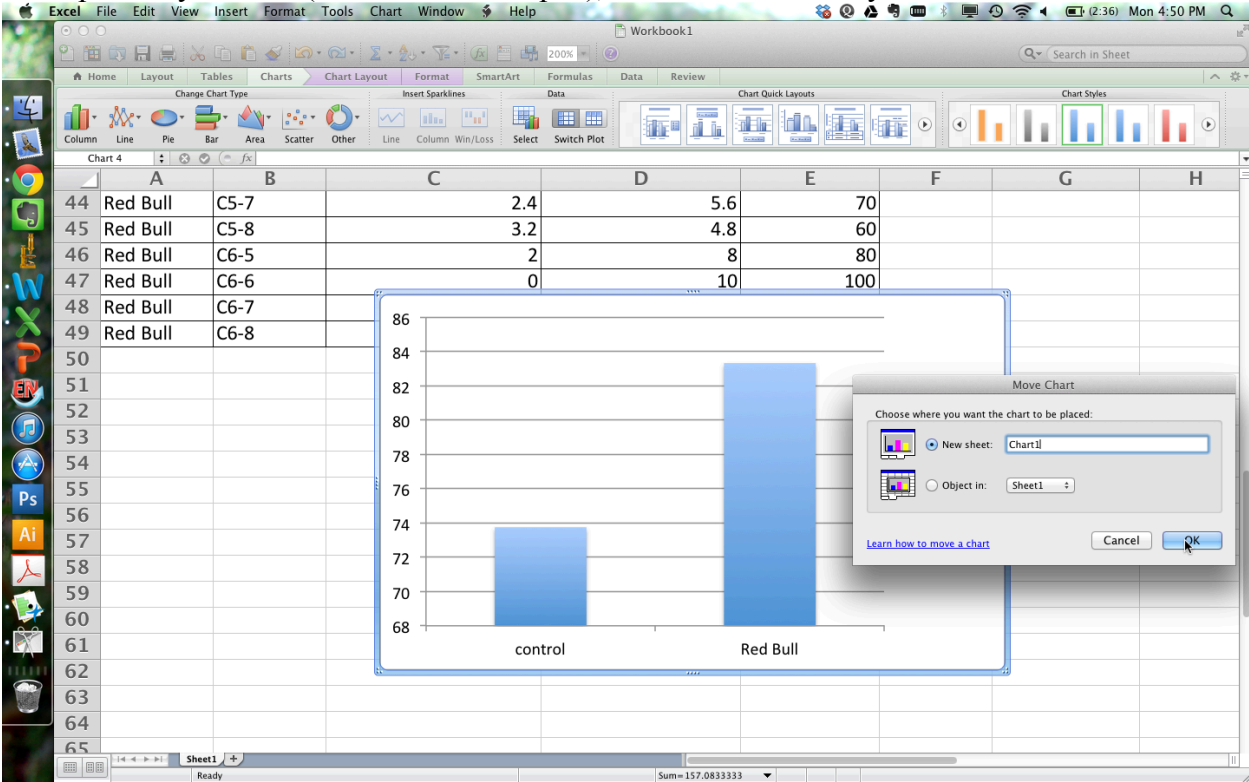 Excel File Edit View Insert Format Tools Chart Window Help (2:36) Mon 4:50 PM
Workbook1
200% Search in Sheet
Home Layout Tables Charts Chart Layout Format SmartArt Formulas Data Review
Change Chart Type Insert Sparklines Data Chart Quick Layouts Chart Styles
Column Line Pie Bar Area Scatter Other Line Column Win/Loss Select Switch Plot
Chart 4 fx
A B C D E F G H
44 Red Bull C5-7 2.4 5.6 70
45 Red Bull C5-8 3.2 4.8 60
46 Red Bull C6-5 2 8 80
47 Red Bull C6-6 0 10 100
48 Red Bull C6-7
49 Red Bull C6-8
50
51
52
53
54
55
56
57
58
59
60
61
62
63
64
65
86
84
82
80
78
76
74
72
70
68
control Red Bull
Move Chart
Choose where you want the chart to be placed:
New sheet: Chart1
Object in: Sheet1
Learn how to move a chart Cancel OK
EN
Ps
Ai
Sheet1 +
Ready Sum=157.0833333